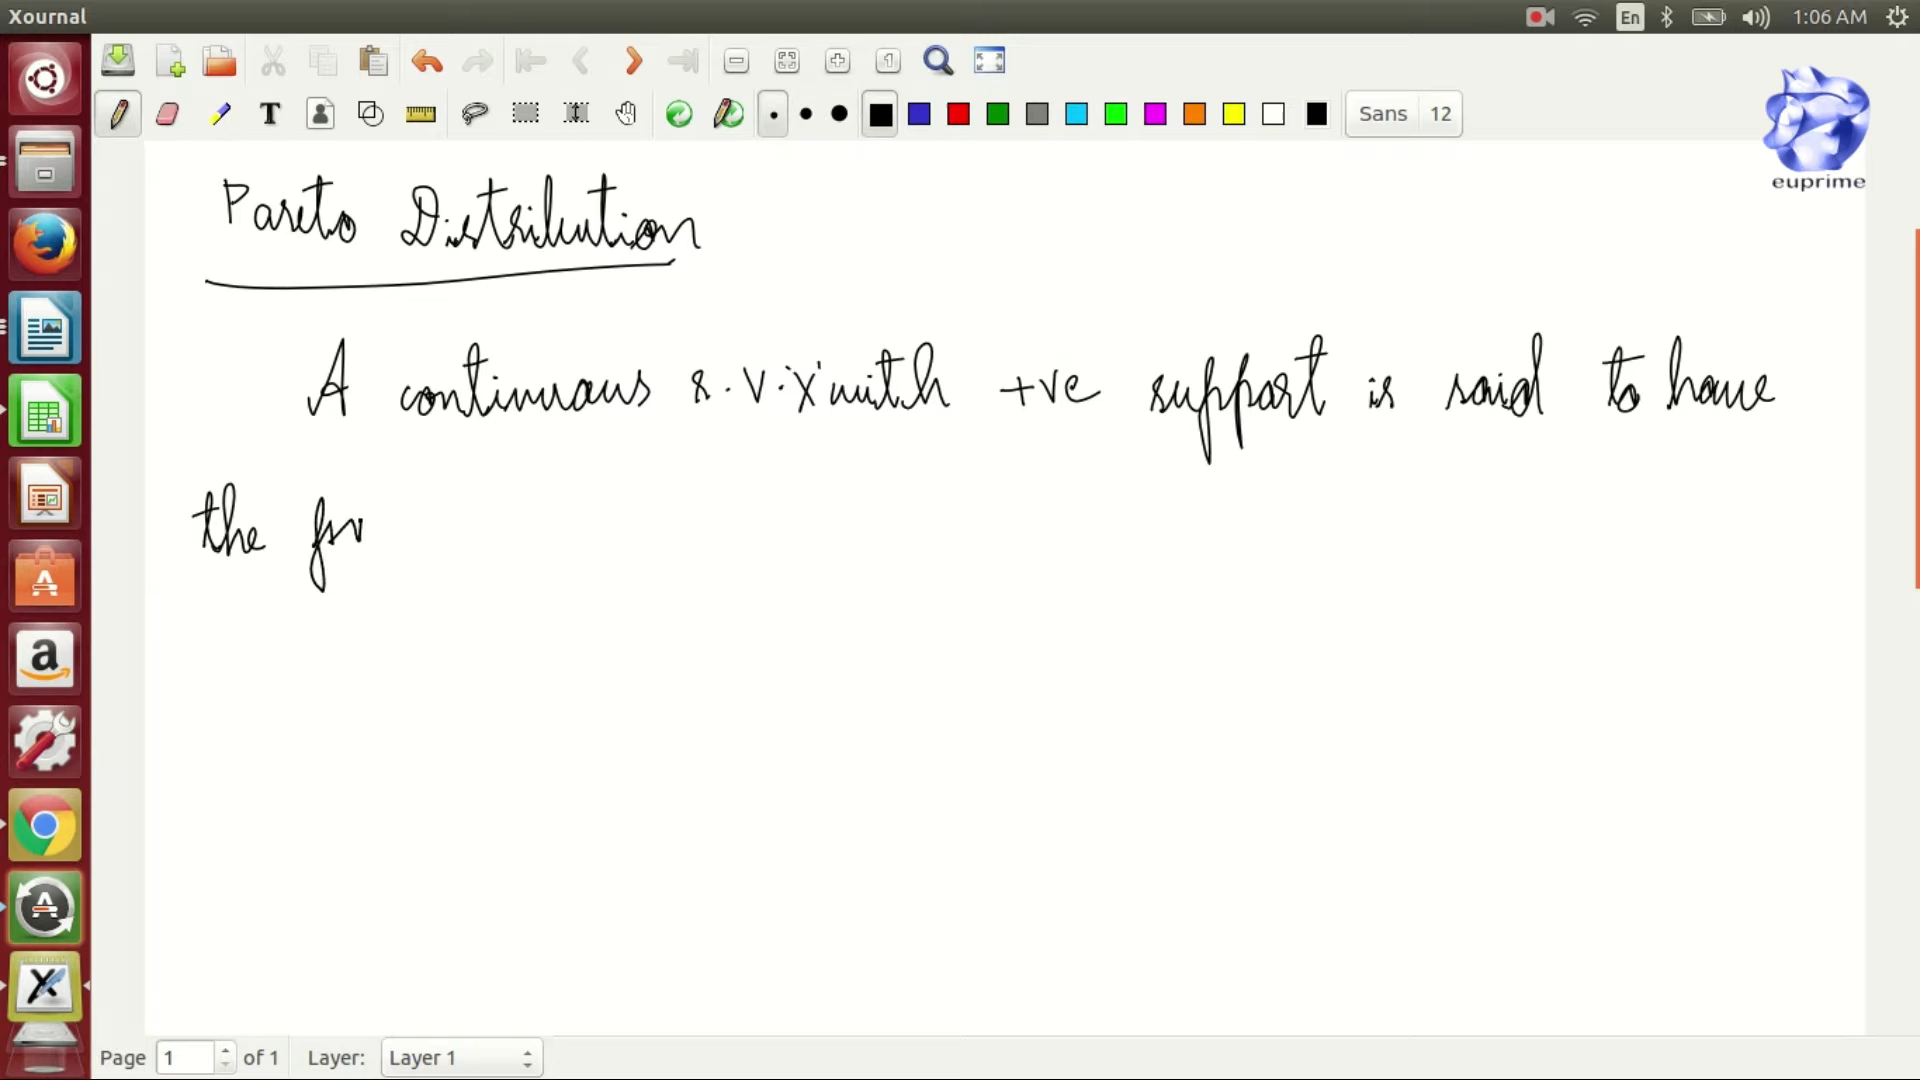 Xournal
En
1:06 AM
T
Sans 12
euprime
Pareto Distribution
A continuous r.v. 'X' with +ve support is said to have
the
a
Page 1 of 1 Layer: Layer 1